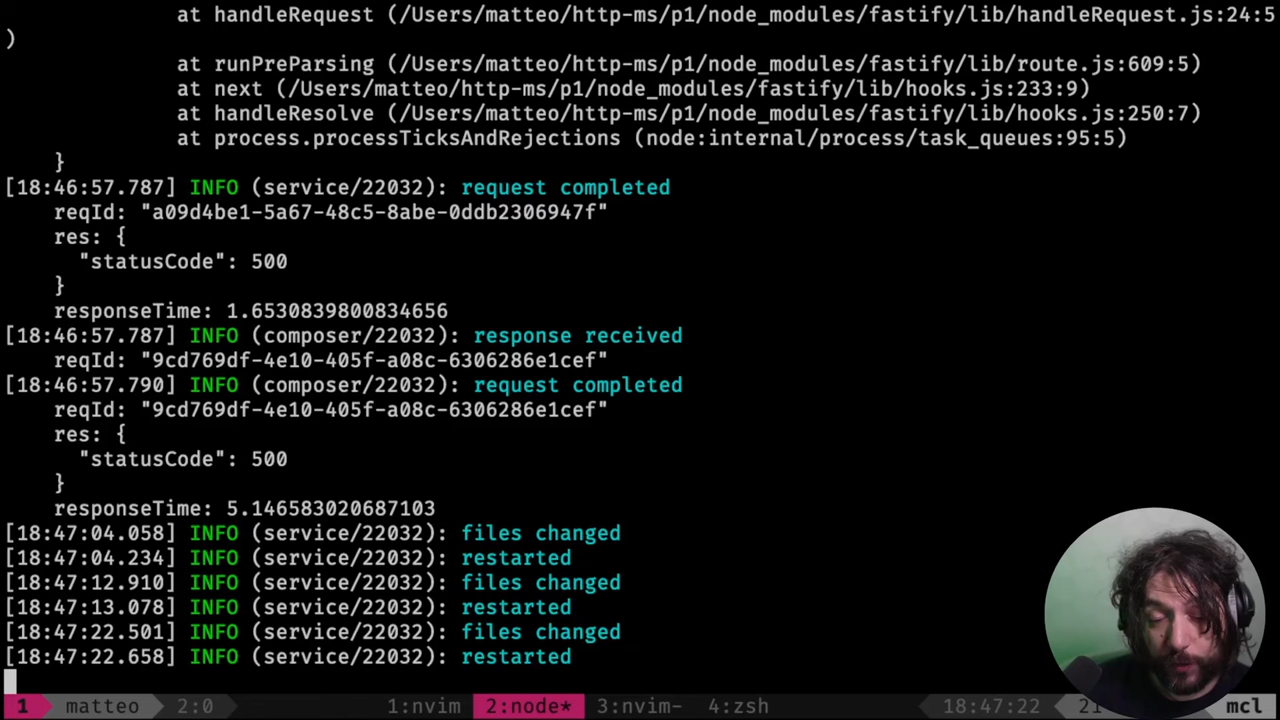 at handleRequest (/Users/matteo/http-ms/p1/node_modules/fastify/lib/handleRequest.js:24:5
)
at runPreParsing (/Users/matteo/http-ms/p1/node_modules/fastify/lib/route.js:609:5)
at next (/Users/matteo/http-ms/p1/node_modules/fastify/lib/hooks.js:233:9)
at handleResolve (/Users/matteo/http-ms/p1/node_modules/fastify/lib/hooks.js:250:7)
at process.processTicksAndRejections (node:internal/process/task_queues:95:5)
}
[18:46:57.787] INFO (service/22032): request completed
reqId: "a09d4be1-5a67-48c5-8abe-0ddb2306947f"
res: {
"statusCode": 500
}
responseTime: 1.6530839800834656
[18:46:57.787] INFO (composer/22032): response received
reqId: "9cd769df-4e10-405f-a08c-6306286e1cef"
[18:46:57.790] INFO (composer/22032): request completed
reqId: "9cd769df-4e10-405f-a08c-6306286e1cef"
res: {
"statusCode": 500
}
responseTime: 5.146583020687103
[18:47:04.058] INFO (service/22032): files changed
[18:47:04.234] INFO (service/22032): restarted
[18:47:12.910] INFO (service/22032): files changed
[18:47:13.078] INFO (service/22032): restarted
[18:47:22.501] INFO (service/22032): files changed
[18:47:22.658] INFO (service/22032): restarted
1 matteo 2:0 1:nvim 2:node* 3:nvim- 4:zsh 18:47:22 mcl